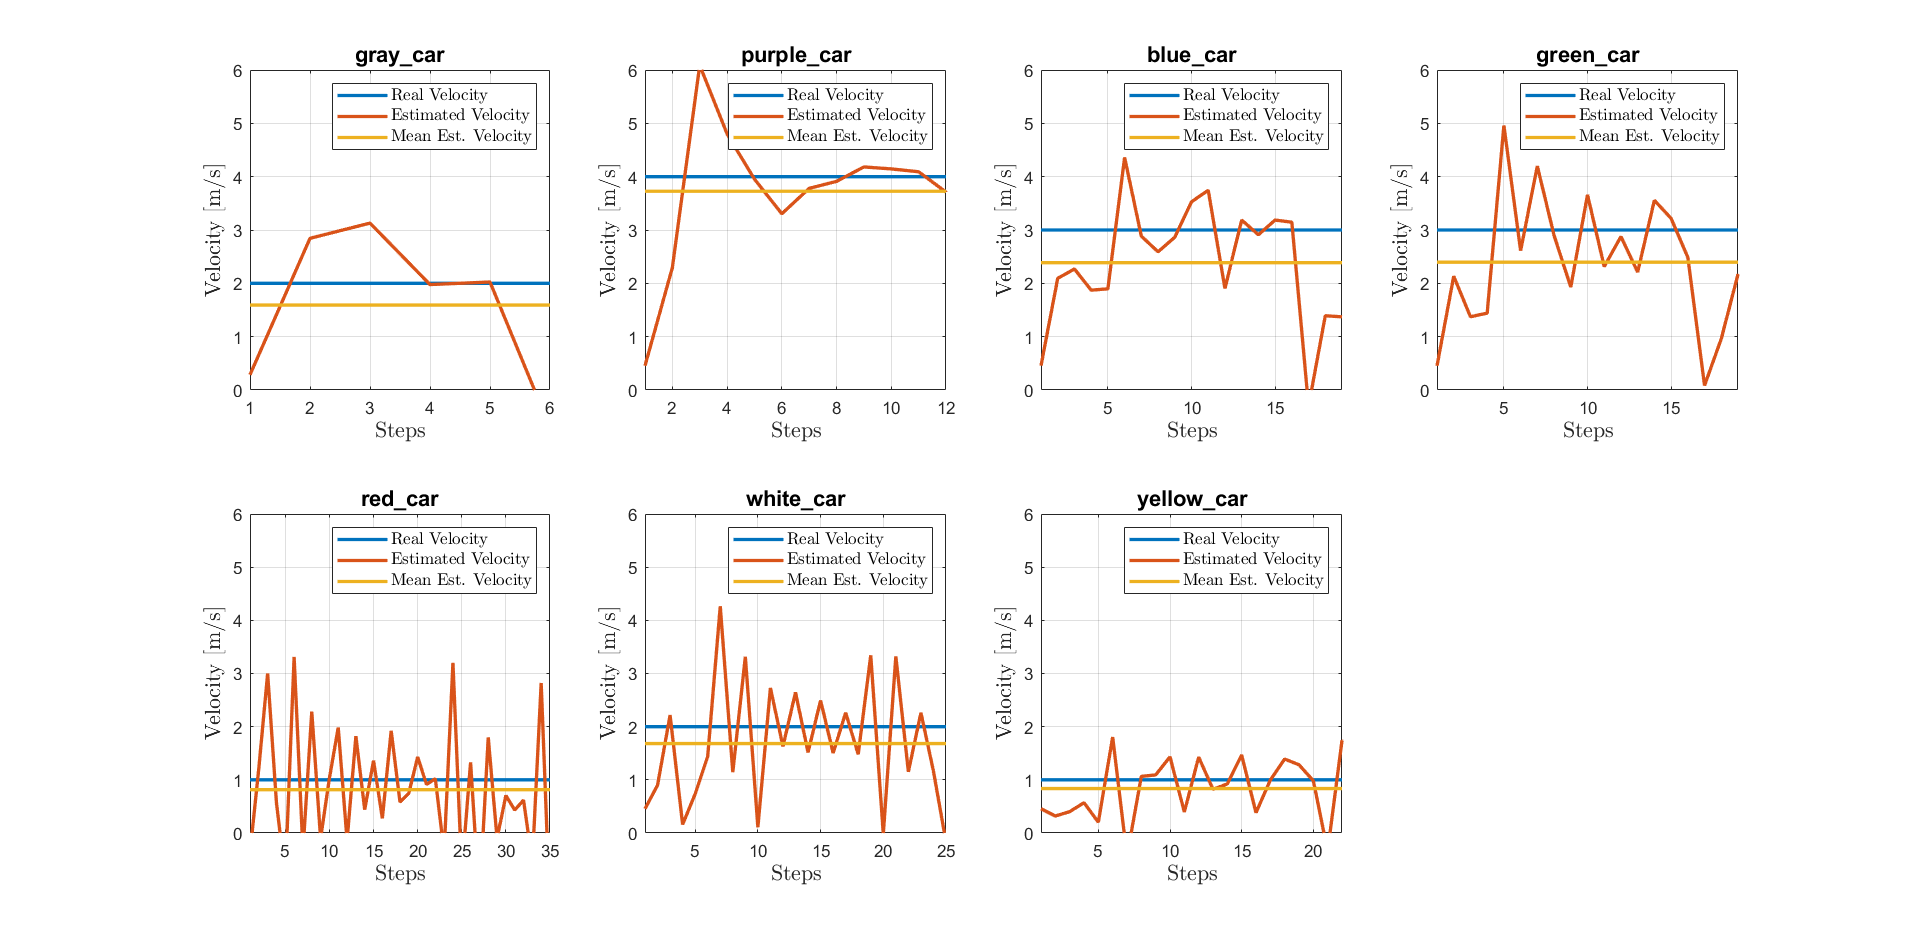 gray_car
6
5
4
3
2
1
0
Velocity [m/s]
Real Velocity
Estimated Velocity
Mean Est. Velocity
1 2 3 4 5 6
Steps
purple_car
6
5
4
3
2
1
0
Velocity [m/s]
Real Velocity
Estimated Velocity
Mean Est. Velocity
2 4 6 8 10 12
Steps
blue_car
6
5
4
3
2
1
0
Velocity [m/s]
Real Velocity
Estimated Velocity
Mean Est. Velocity
5 10 15
Steps
green_car
6
5
4
3
2
1
0
Velocity [m/s]
Real Velocity
Estimated Velocity
Mean Est. Velocity
5 10 15
Steps
red_car
6
5
4
3
2
1
0
Velocity [m/s]
Real Velocity
Estimated Velocity
Mean Est. Velocity
5 10 15 20 25 30 35
Steps
white_car
6
5
4
3
2
1
0
Velocity [m/s]
Real Velocity
Estimated Velocity
Mean Est. Velocity
5 10 15 20 25
Steps
yellow_car
6
5
4
3
2
1
0
Velocity [m/s]
Real Velocity
Estimated Velocity
Mean Est. Velocity
5 10 15 20
Steps